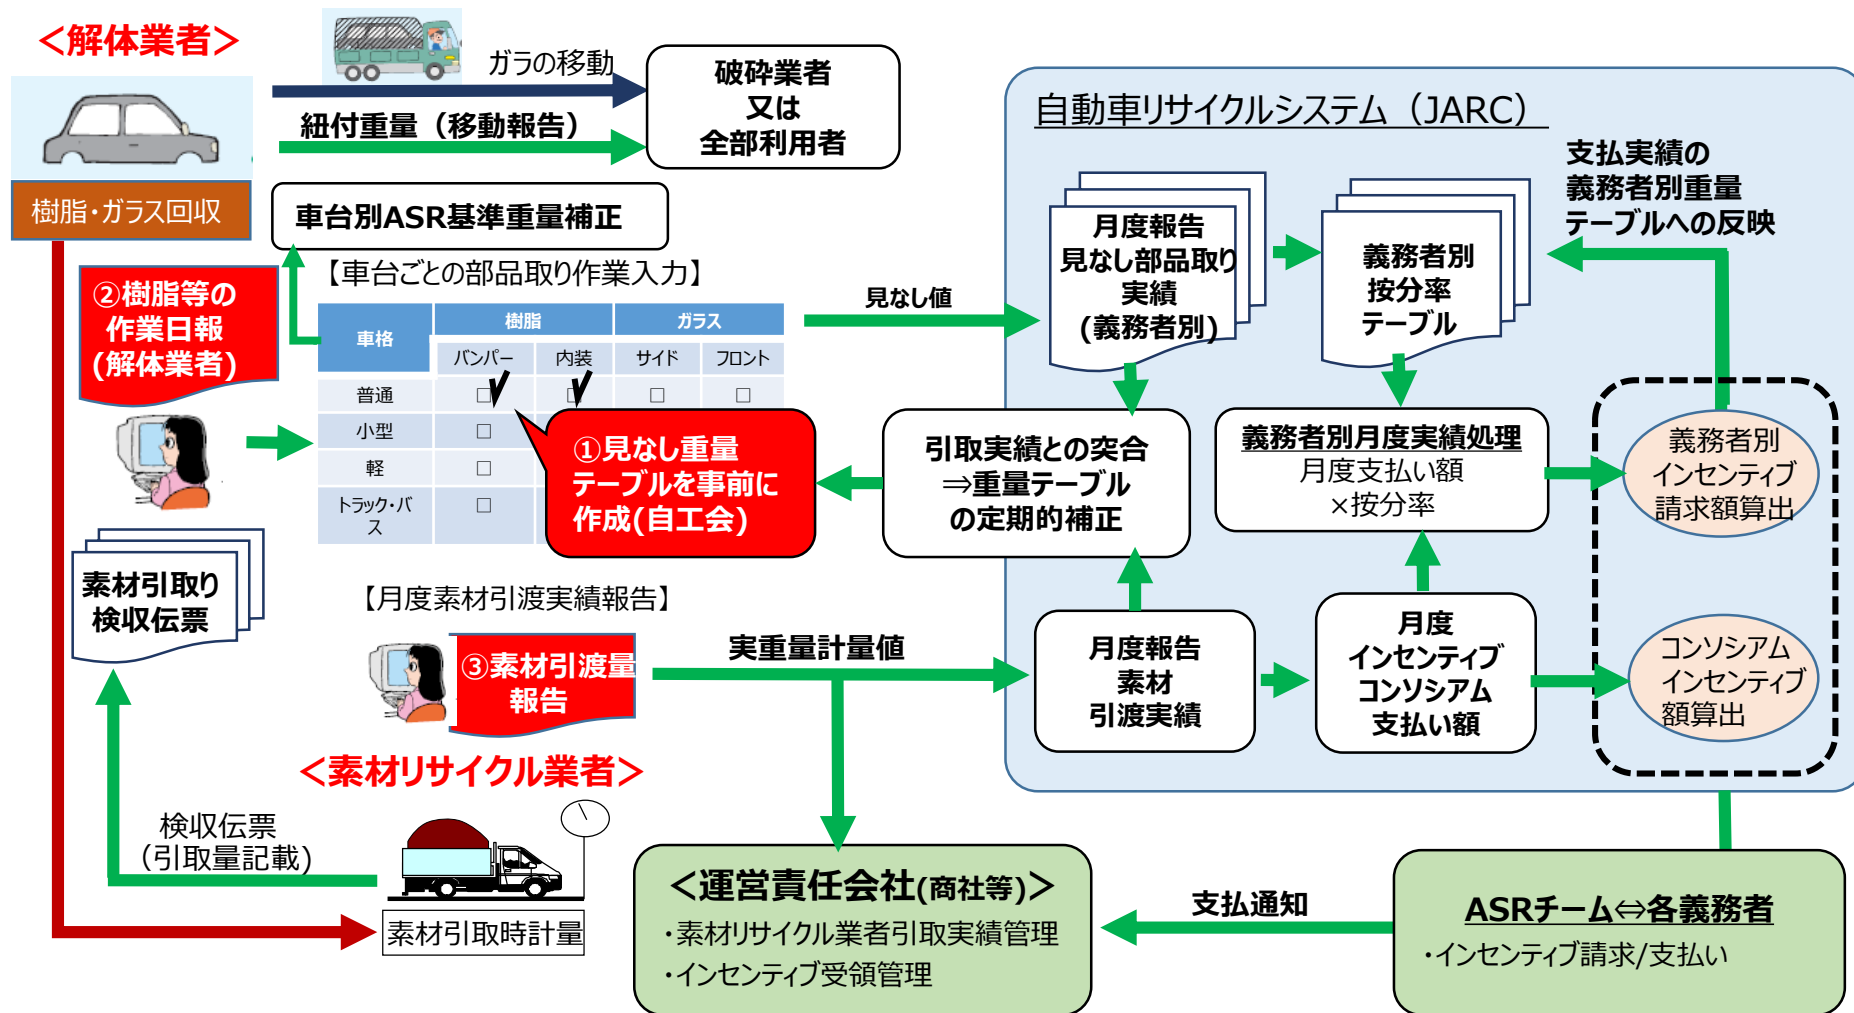 ＜解体業者＞
ガラの移動
紐付重量（移動報告）
破砕業者
又は
全部利用者
樹脂・ガラス回収
車台別ASR基準重量補正
【車台ごとの部品取り作業入力】
②樹脂等の
作業日報
(解体業者)
車格
樹脂
ガラス
バンパー
内装
サイド
フロント
普通
□
□
□
□
小型
□
軽
□
トラック・バ
ス
□
①見なし重量
テーブルを事前に
作成(自工会)
見なし値
自動車リサイクルシステム（JARC）
月度報告
見なし部品取り
実績
(義務者別)
義務者別
按分率
テーブル
支払実績の
義務者別重量
テーブルへの反映
引取実績との突合
⇒重量テーブル
の定期的補正
義務者別月度実績処理
月度支払い額
×按分率
義務者別
インセンティブ
請求額算出
素材引取り
検収伝票
【月度素材引渡実績報告】
③素材引渡量
報告
実重量計量値
月度報告
素材
引渡実績
月度
インセンティブ
コンソシアム
支払い額
コンソシアム
インセンティブ
額算出
＜素材リサイクル業者＞
検収伝票
(引取量記載)
素材引取時計量
＜運営責任会社(商社等)＞
・素材リサイクル業者引取実績管理
・インセンティブ受領管理
支払通知
ASRチーム⇔各義務者
・インセンティブ請求/支払い